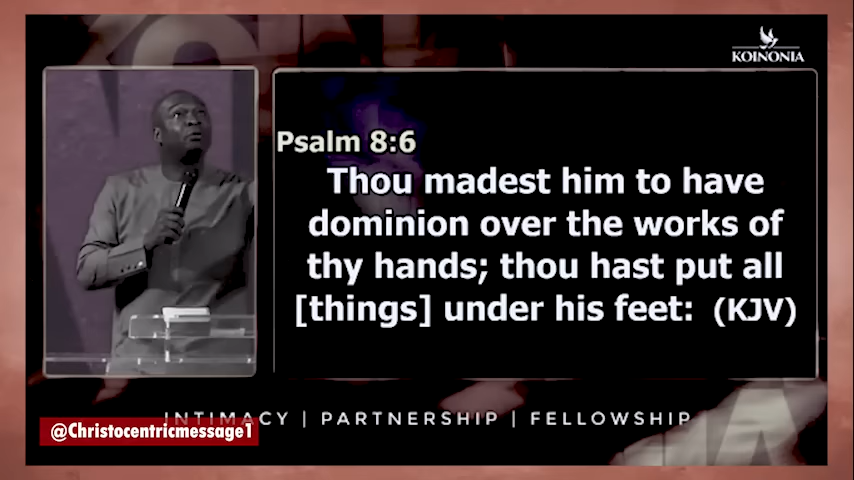 KOINONIA
Psalm 8:6
Thou madest him to have
dominion over the works of
thy hands; thou hast put all
[things] under his feet: (KJV)
INTIMACY | PARTNERSHIP | FELLOWSHIP
@Christocentricmessage1